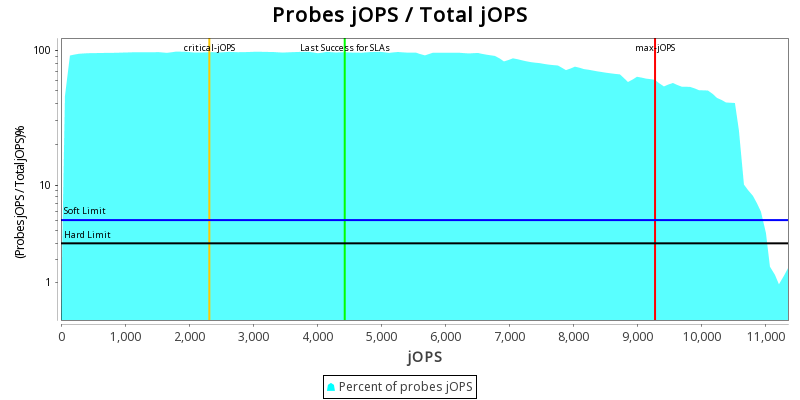 Probes jOPS / Total jOPS
critical-jOPS
Last Success for SLAs
max-jOPS
100
10
1
(Probes jOPS / Total jOPS)%
Soft Limit
Hard Limit
0
1,000
2,000
3,000
4,000
5,000
6,000
7,000
8,000
9,000
10,000
11,000
jOPS
Percent of probes jOPS